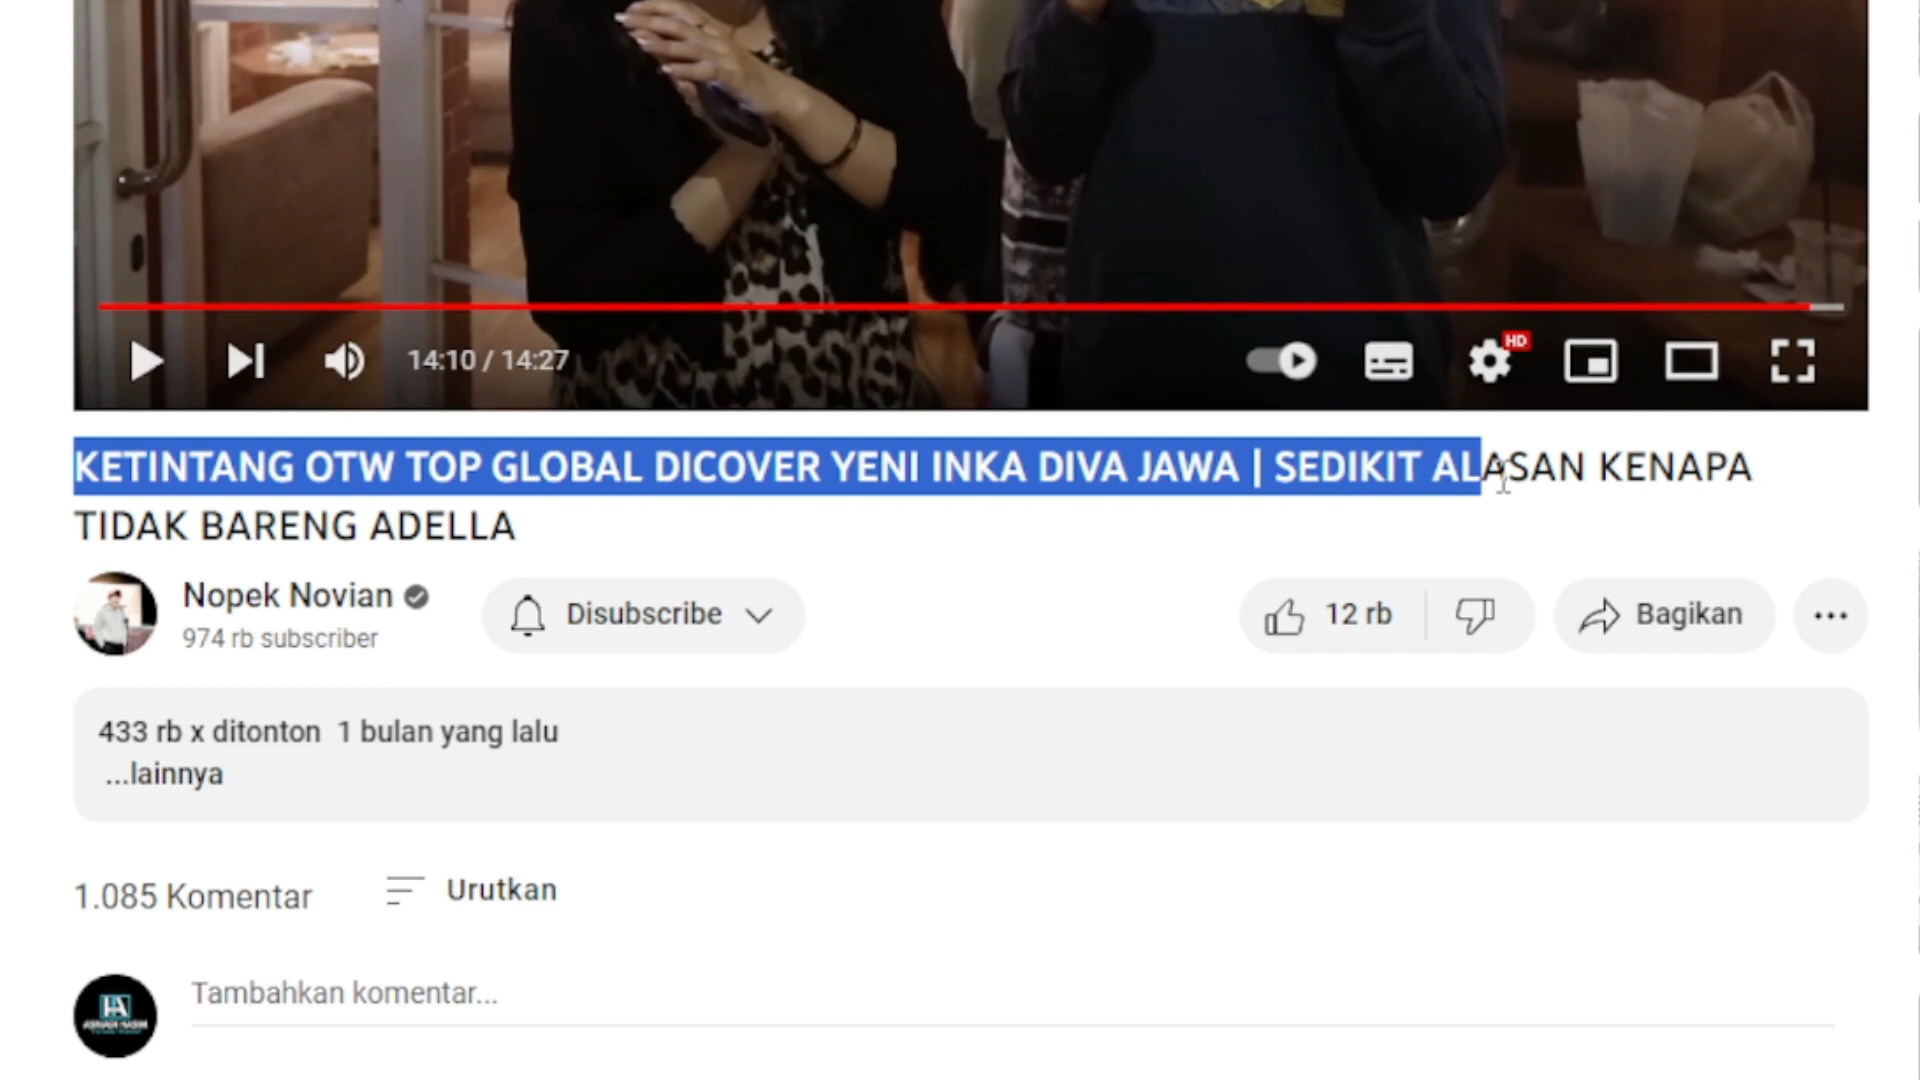 14:10 / 14:27
HD
KETINTANG OTW TOP GLOBAL DICOVER YENI INKA DIVA JAWA | SEDIKIT ALASAN KENAPA
TIDAK BARENG ADELLA
Nopek Novian
974 rb subscriber
Disubscribe
12 rb
Bagikan
433 rb x ditonton 1 bulan yang lalu
...lainnya
1.085 Komentar
Urutkan
Tambahkan komentar...